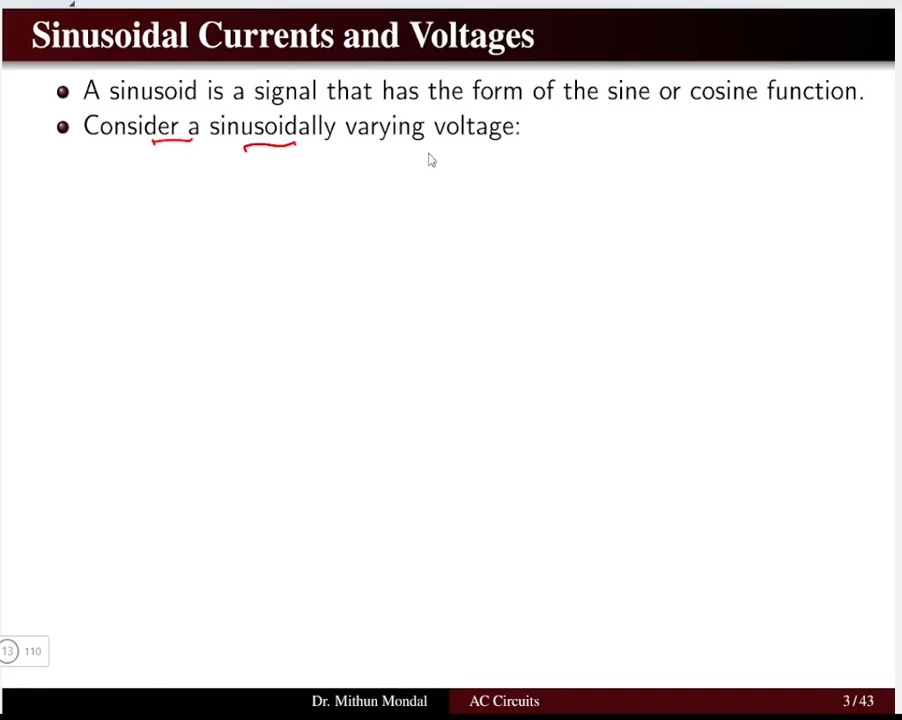 Sinusoidal Currents and Voltages
A sinusoid is a signal that has the form of the sine or cosine function.
Consider a sinusoidally varying voltage:
13 110
Dr. Mithun Mondal AC Circuits 3/43